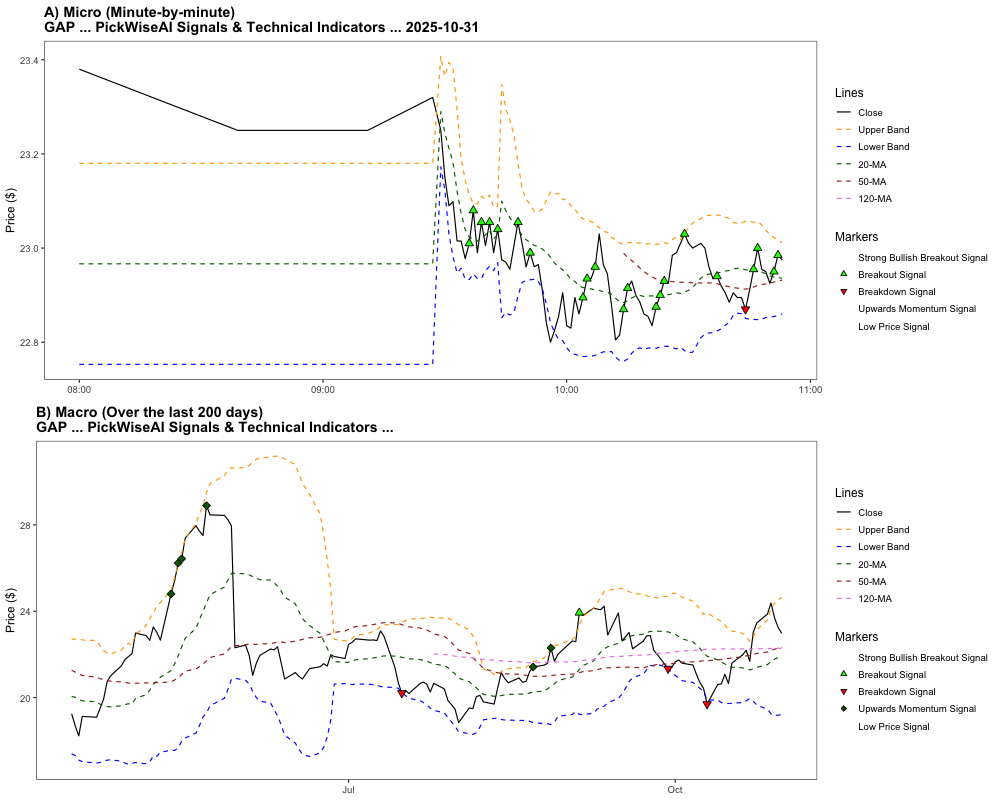 A) Micro (Minute-by-minute)
GAP ... PickWiseAI Signals & Technical Indicators ... 2025-10-31
Price ($)
23.4
23.2
23.0
22.8
08:00
09:00
10:00
11:00
Lines
Close
Upper Band
Lower Band
20-MA
50-MA
120-MA
Markers
Strong Bullish Breakout Signal
Breakout Signal
Breakdown Signal
Upwards Momentum Signal
Low Price Signal
B) Macro (Over the last 200 days)
GAP ... PickWiseAI Signals & Technical Indicators ...
Price ($)
28
24
20
Jul
Oct
Lines
Close
Upper Band
Lower Band
20-MA
50-MA
120-MA
Markers
Strong Bullish Breakout Signal
Breakout Signal
Breakdown Signal
Upwards Momentum Signal
Low Price Signal